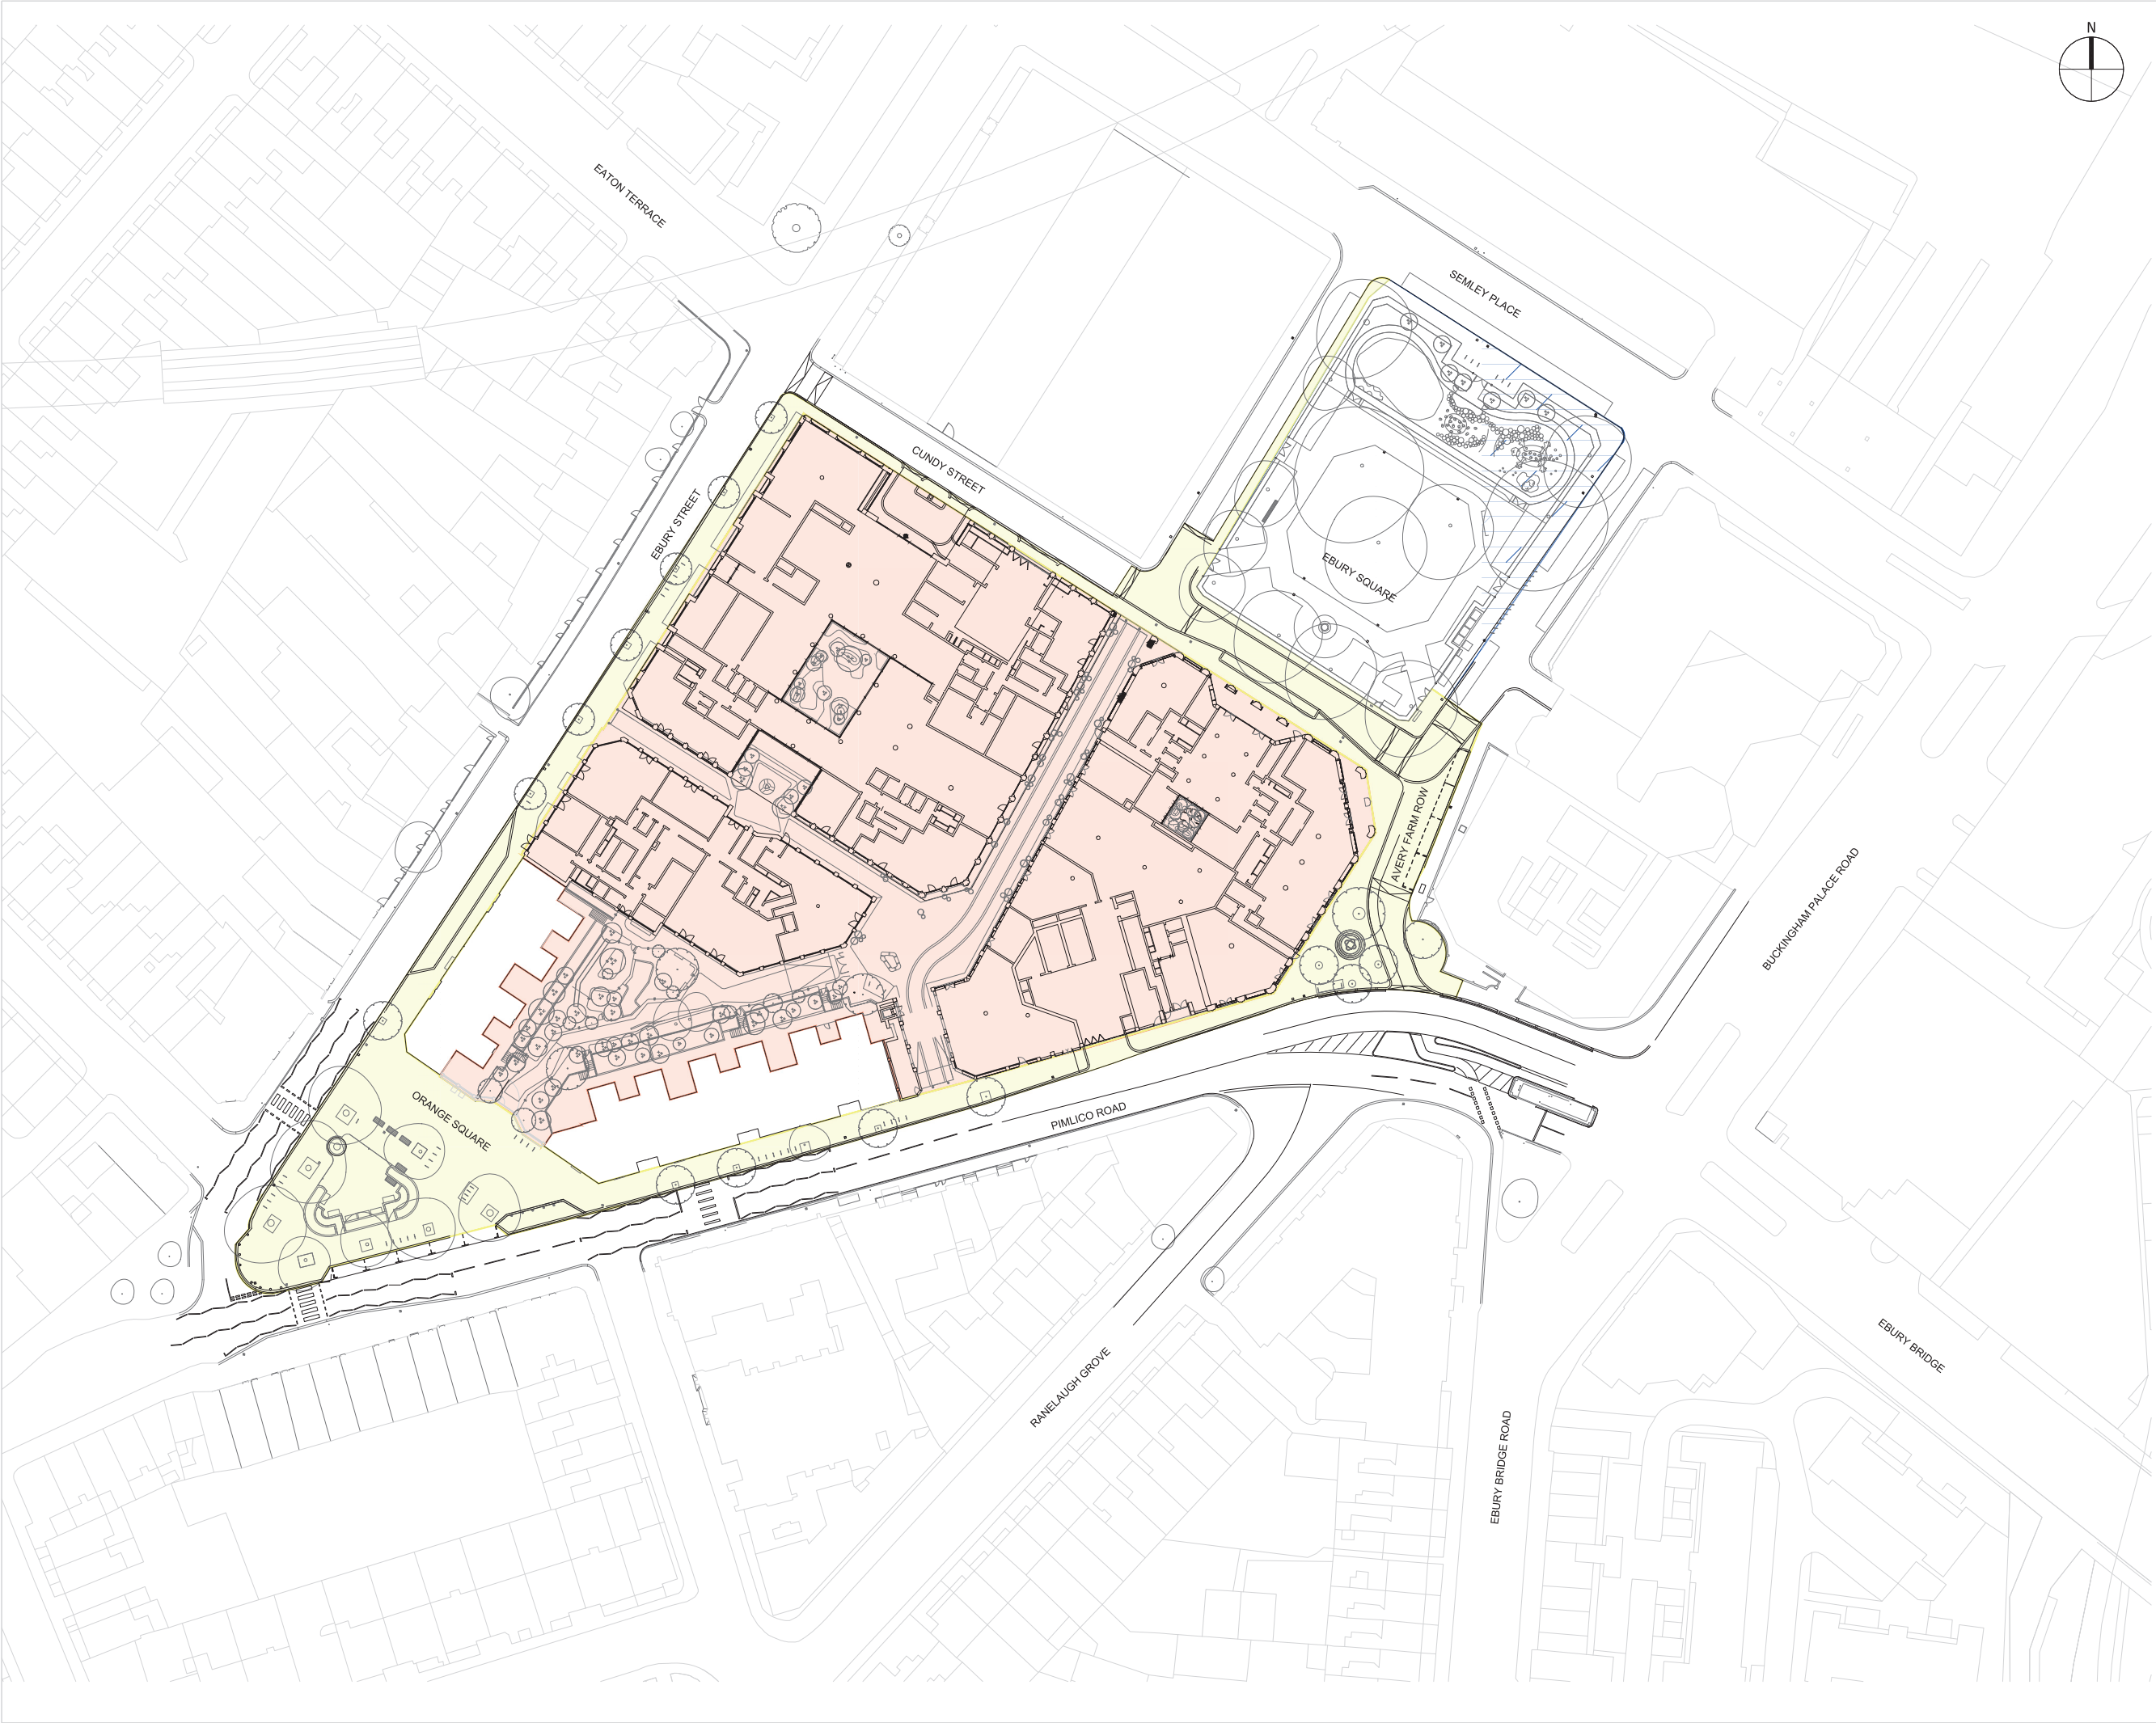 N
EATON TERRACE
SEMLEY PLACE
CUNDY STREET
EBURY STREET
EBURY SQUARE
AVERY FARM ROW
BUCKINGHAM PALACE ROAD
ORANGE SQUARE
PIMLICO ROAD
RANELAUGH GROVE
EBURY BRIDGE
EBURY BRIDGE ROAD